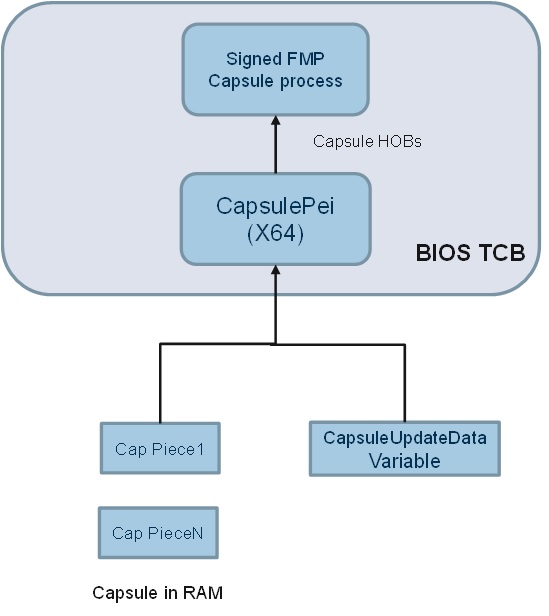 Signed FMP
Capsule process
Capsule HOBs
CapsulePei
(X64)
BIOS TCB
Cap Piece1
CapsuleUpdateData
Variable
Cap PieceN
Capsule in RAM